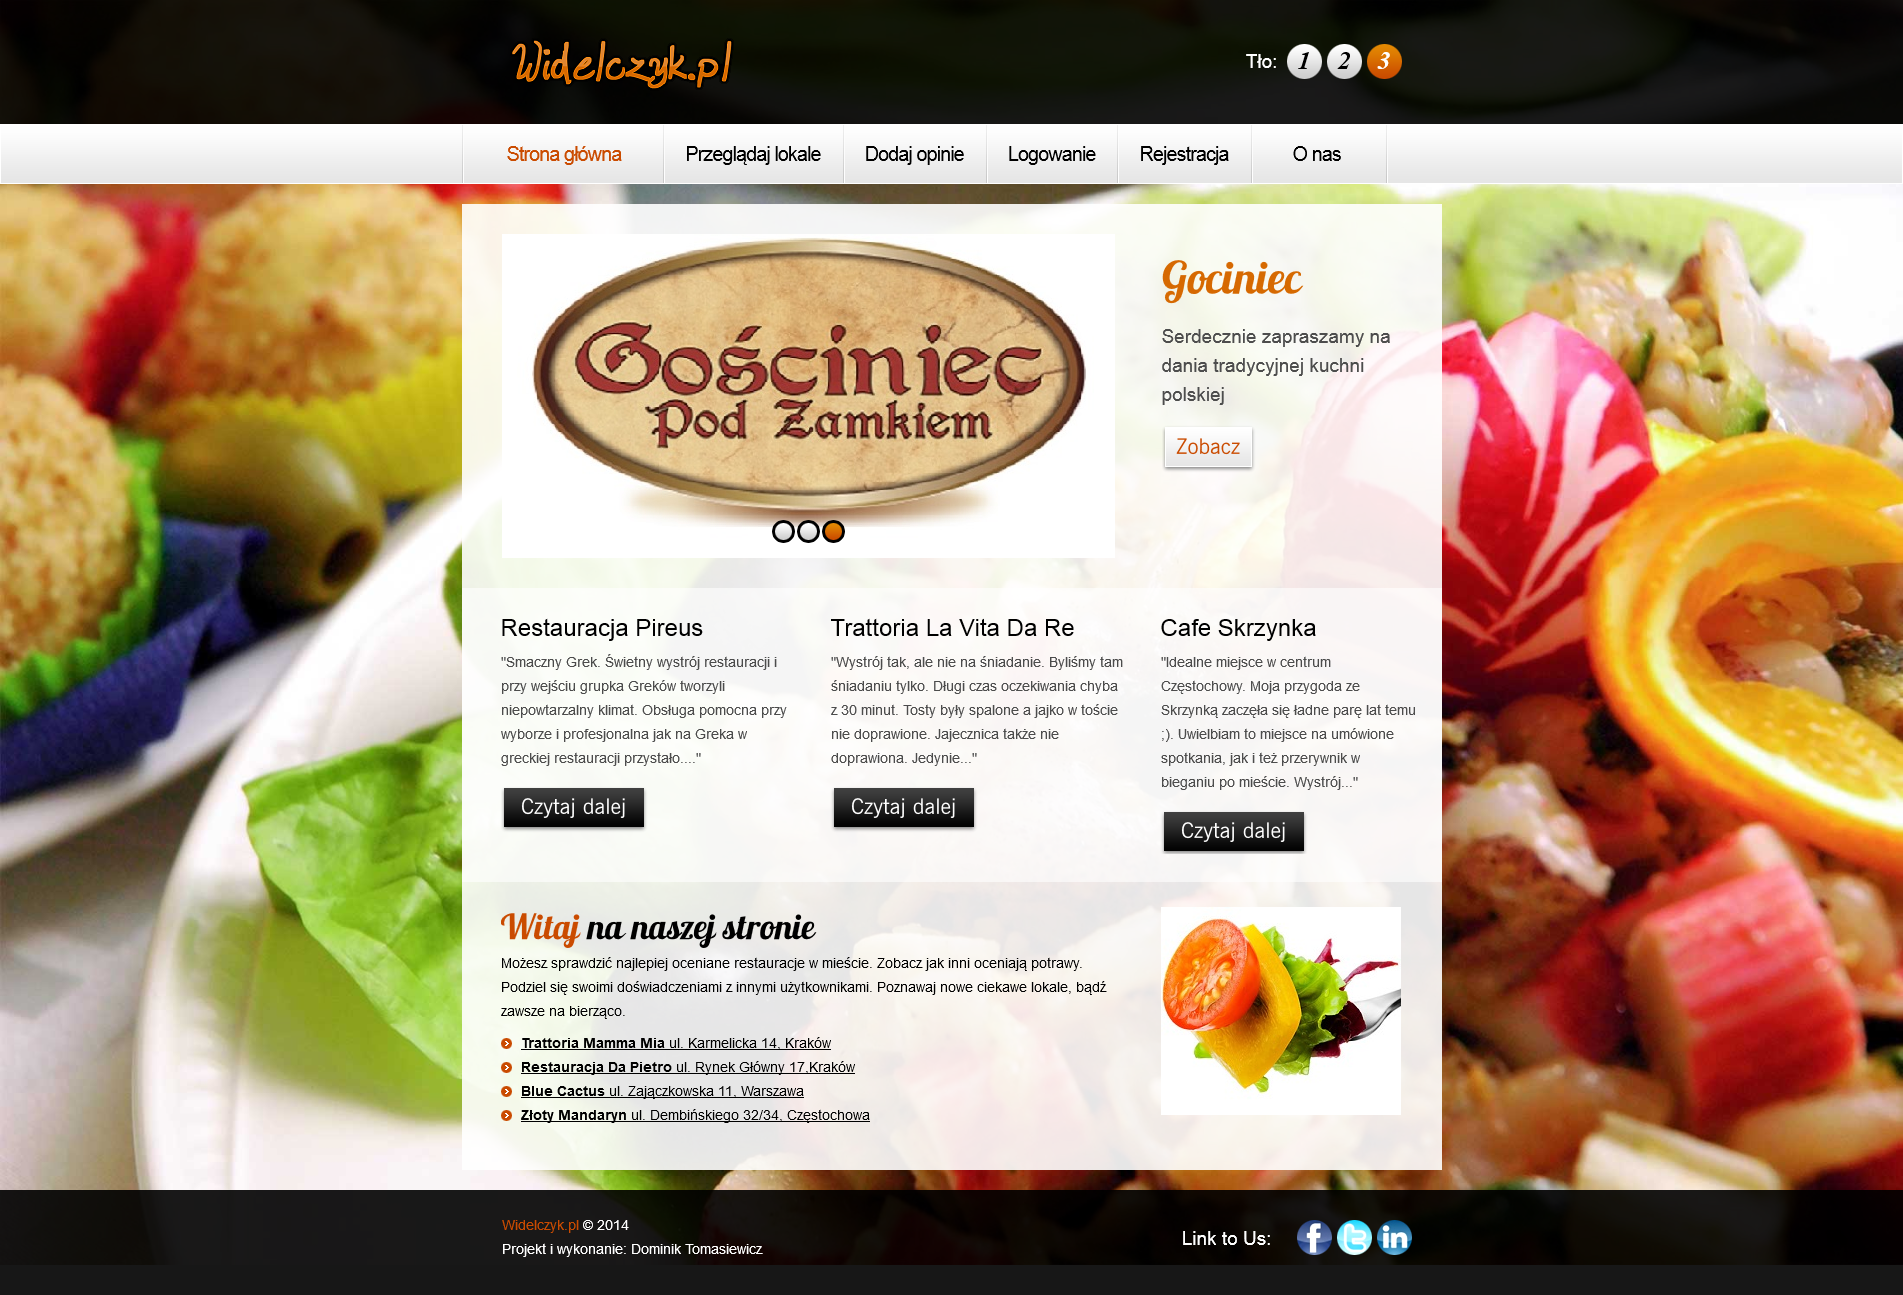 Widelczyk.pl
Tło: 1 2 3
Strona główna
Przeglądaj lokale
Dodaj opinie
Logowanie
Rejestracja
O nas
Gościniec
Pod Zamkiem
Gociniec
Serdecznie zapraszamy na
dania tradycyjnej kuchni
polskiej
Zobacz
Restauracja Pireus
"Smaczny Grek. Świetny wystrój restauracji i
przy wejściu grupka Greków tworzyli
niepowtarzalny klimat. Obsługa pomocna przy
wyborze i profesjonalna jak na Greka w
greckiej restauracji przystało...."
Czytaj dalej
Trattoria La Vita Da Re
"Wystrój tak, ale nie na śniadanie. Byliśmy tam
śniadaniu tylko. Długi czas oczekiwania chyba
z 30 minut. Tosty były spalone a jajko w toście
nie doprawione. Jajecznica także nie
doprawiona. Jedynie..."
Czytaj dalej
Cafe Skrzynka
"Idealne miejsce w centrum
Częstochowy. Moja przygoda ze
Skrzynką zaczęła się ładne parę lat temu
;). Uwielbiam to miejsce na umówione
spotkania, jak i też przerywnik w
bieganiu po mieście. Wystrój..."
Czytaj dalej
Witaj na naszej stronie
Możesz sprawdzić najlepiej oceniane restauracje w mieście. Zobacz jak inni oceniają potrawy.
Podziel się swoimi doświadczeniami z innymi użytkownikami. Poznawaj nowe ciekawe lokale, bądź
zawsze na bierząco.
Trattoria Mamma Mia ul. Karmelicka 14, Kraków
Restauracja Da Pietro ul. Rynek Główny 17,Kraków
Blue Cactus ul. Zajączkowska 11, Warszawa
Złoty Mandaryn ul. Dembińskiego 32/34, Częstochowa
Widelczyk.pl © 2014
Projekt i wykonanie: Dominik Tomasiewicz
Link to Us: